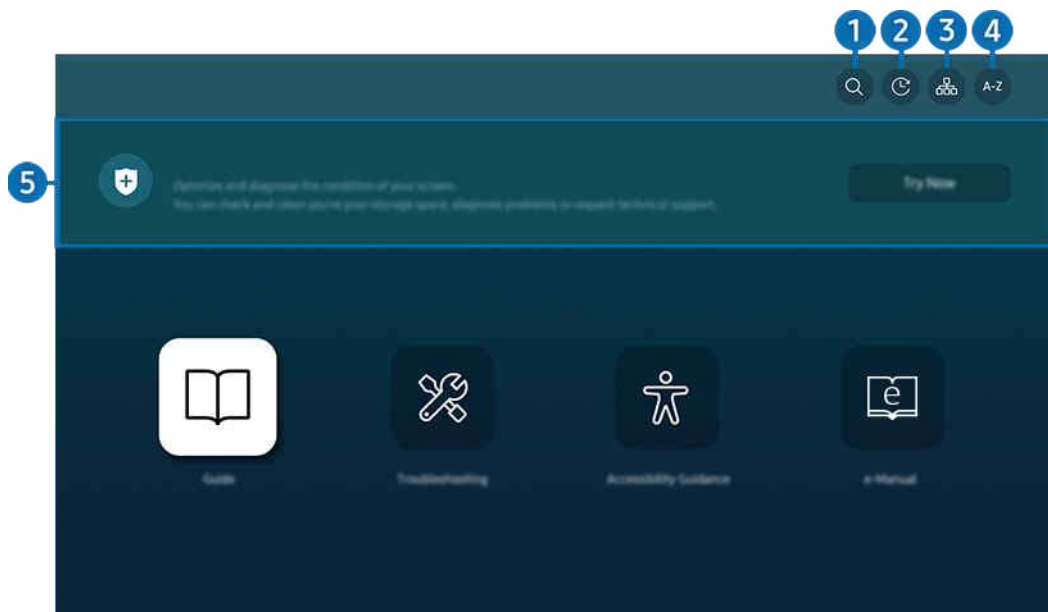 1 2 3 4
A-Z
5
Optimize and diagnose the condition of your screen.
You can check and clean you're your storage space, diagnose problems or request technical support.
Try Now
e
Guide
Troubleshooting
Accessibility Guidance
e-Manual